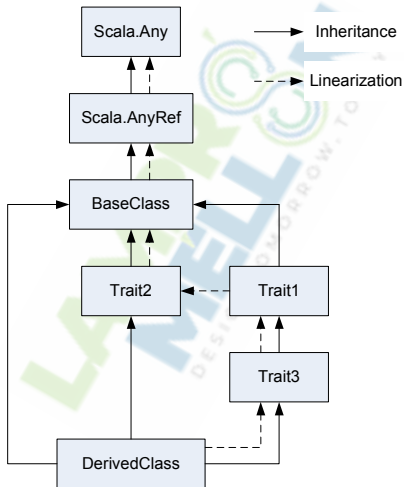 Scala.Any
Inheritance
Linearization
Scala.AnyRef
BaseClass
Trait2
Trait1
Trait3
DerivedClass